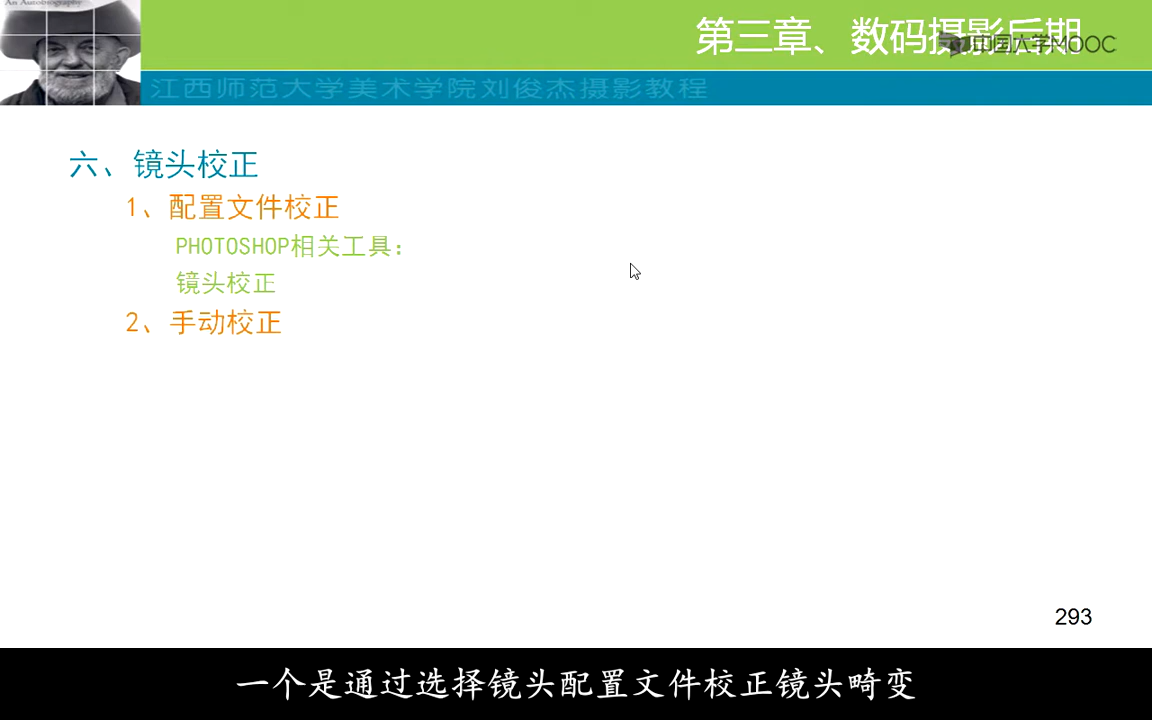 An Autobiography
第三章、数码摄影后期
中国大学MOOC
江西师范大学美术学院刘俊杰摄影教程
六、镜头校正
1、配置文件校正
PHOTOSHOP相关工具：
镜头校正
2、手动校正
293
一个是通过选择镜头配置文件校正镜头畸变